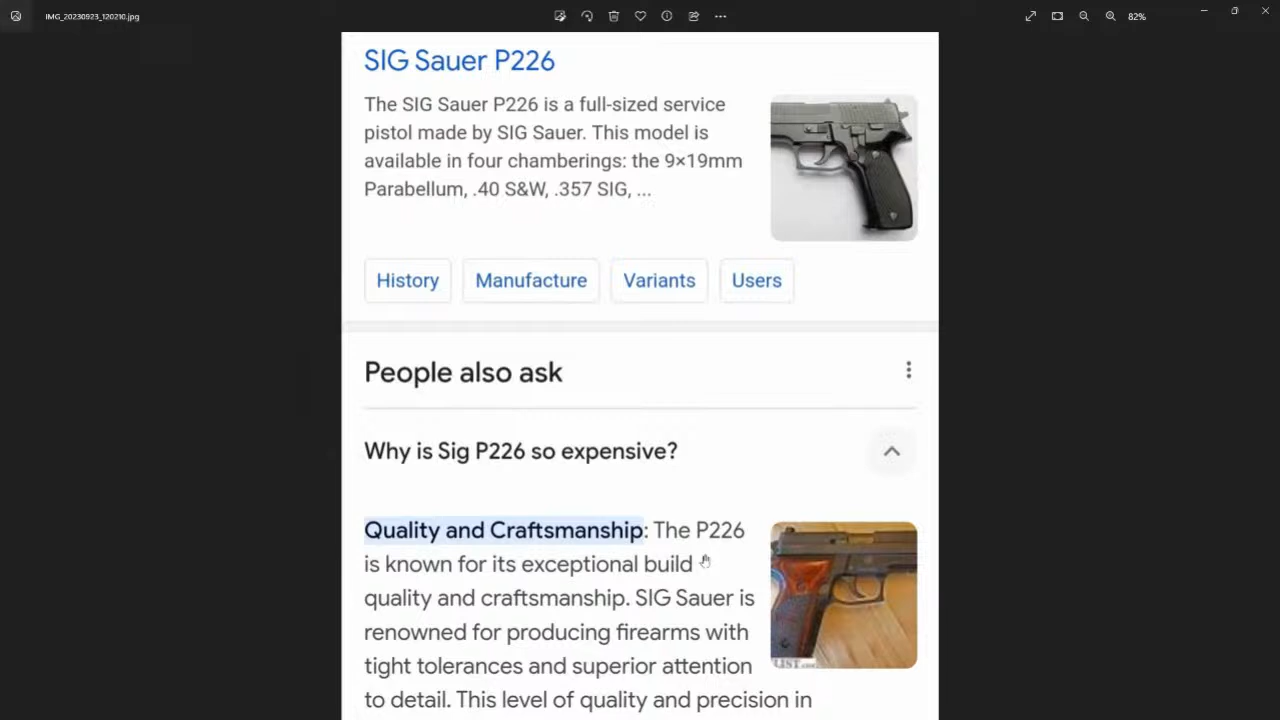 IMG_20230923_120210.jpg
82%
SIG Sauer P226
The SIG Sauer P226 is a full-sized service
pistol made by SIG Sauer. This model is
available in four chamberings: the 9×19mm
Parabellum, .40 S&W, .357 SIG, ...
History Manufacture Variants Users
People also ask
Why is Sig P226 so expensive?
Quality and Craftsmanship: The P226
is known for its exceptional build
quality and craftsmanship. SIG Sauer is
renowned for producing firearms with
tight tolerances and superior attention
to detail. This level of quality and precision in